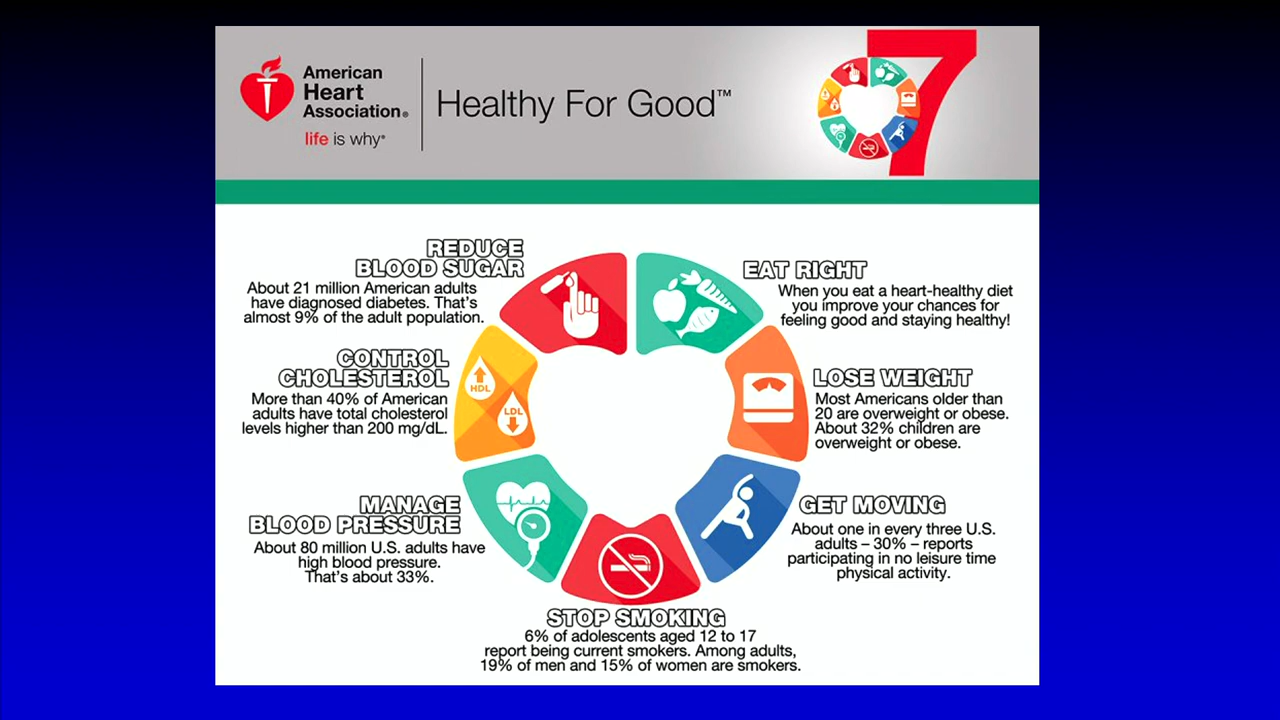 American
Heart
Association®
life is why®
Healthy For Good™
7
REDUCE
BLOOD SUGAR
About 21 million American adults
have diagnosed diabetes. That's
almost 9% of the adult population.
EAT RIGHT
When you eat a heart-healthy diet
you improve your chances for
feeling good and staying healthy!
CONTROL
CHOLESTEROL
More than 40% of American
adults have total cholesterol
levels higher than 200 mg/dL.
HDL
LDL
LOSE WEIGHT
Most Americans older than
20 are overweight or obese.
About 32% children are
overweight or obese.
MANAGE
BLOOD PRESSURE
About 80 million U.S. adults have
high blood pressure.
That's about 33%.
GET MOVING
About one in every three U.S.
adults – 30% – reports
participating in no leisure time
physical activity.
STOP SMOKING
6% of adolescents aged 12 to 17
report being current smokers. Among adults,
19% of men and 15% of women are smokers.